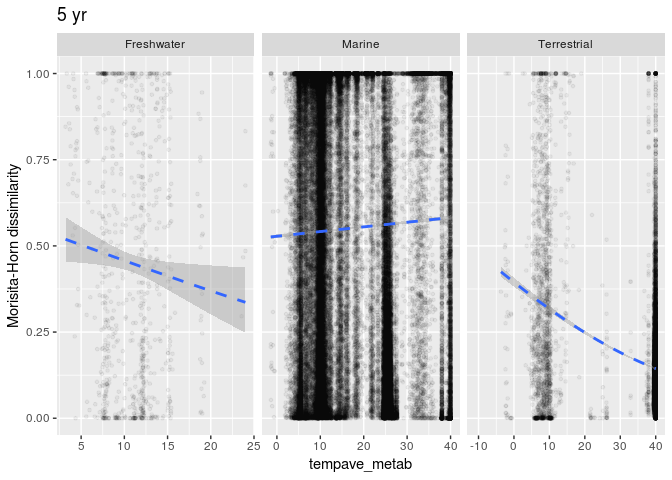 5 yr
Freshwater Marine Terrestrial
Morisita-Horn dissimilarity
1.00
0.75
0.50
0.25
0.00
5 10 15 20 25 0 10 20 30 40 -10 0 10 20 30 40
tempave_metab